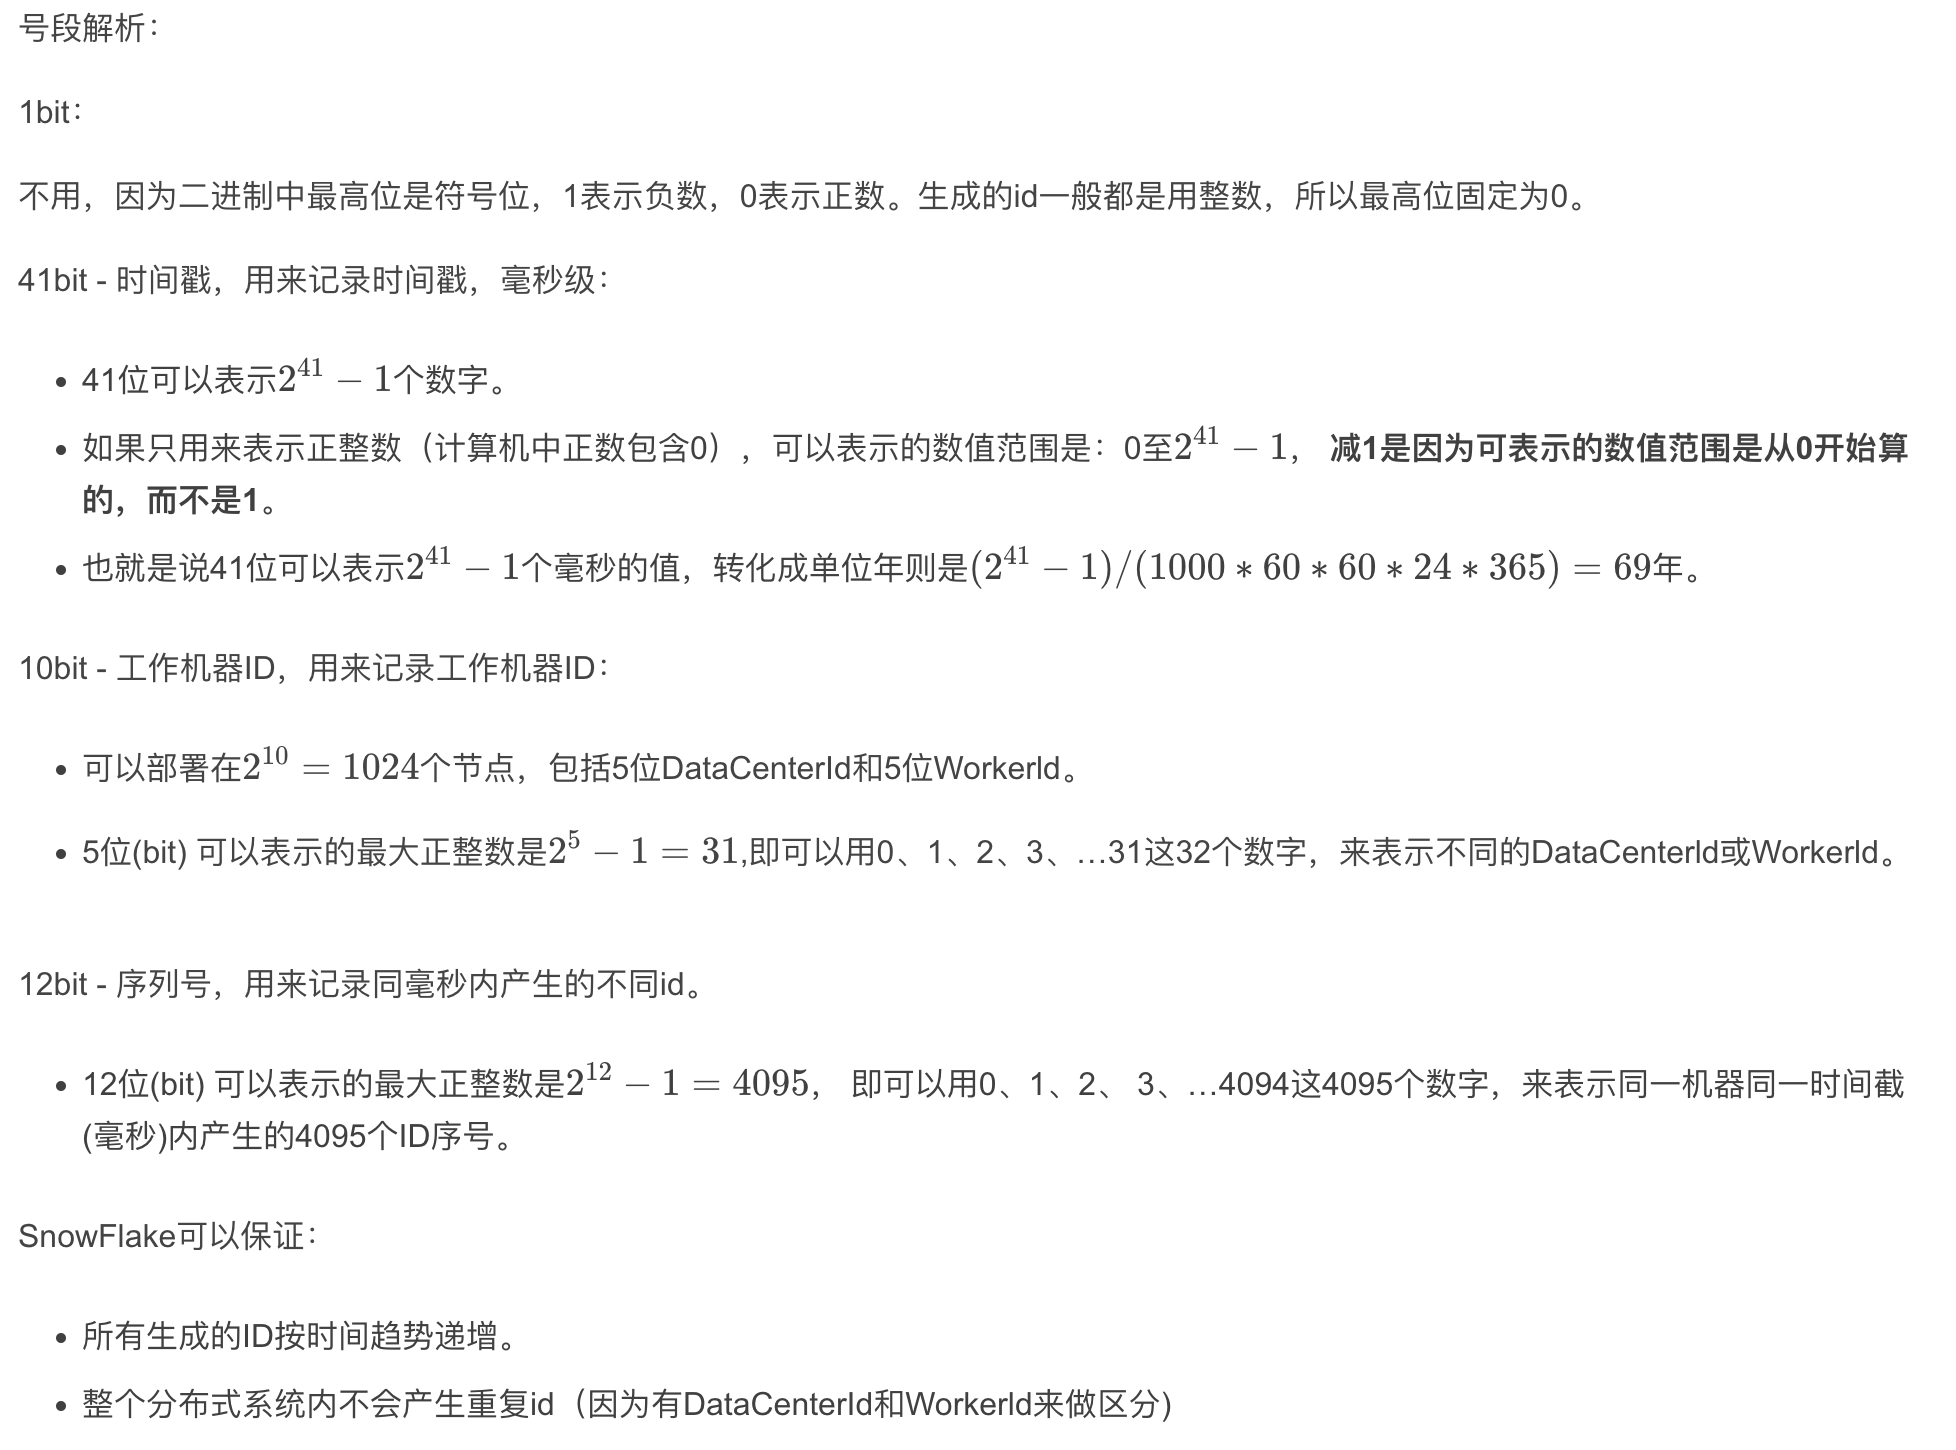 号段解析：
1bit：
不用，因为二进制中最高位是符号位，1表示负数，0表示正数。生成的id一般都是用整数，所以最高位固定为0。
41bit - 时间戳，用来记录时间戳，毫秒级：
• 41位可以表示2^{41} − 1个数字。
• 如果只用来表示正整数（计算机中正数包含0），可以表示的数值范围是：0至2^{41} − 1， 减1是因为可表示的数值范围是从0开始算
的，而不是1。
• 也就是说41位可以表示2^{41} − 1个毫秒的值，转化成单位年则是(2^{41} − 1)/(1000 ∗ 60 ∗ 60 ∗ 24 ∗ 365) = 69年。
10bit - 工作机器ID，用来记录工作机器ID：
• 可以部署在2^{10} = 1024个节点，包括5位DataCenterId和5位WorkerId。
• 5位(bit) 可以表示的最大正整数是2^{5} − 1 = 31,即可以用0、1、2、3、…31这32个数字，来表示不同的DataCenterId或WorkerId。
12bit - 序列号，用来记录同毫秒内产生的不同id。
• 12位(bit) 可以表示的最大正整数是2^{12} − 1 = 4095， 即可以用0、1、2、 3、…4094这4095个数字，来表示同一机器同一时间截
(毫秒)内产生的4095个ID序号。
SnowFlake可以保证：
• 所有生成的ID按时间趋势递增。
• 整个分布式系统内不会产生重复id（因为有DataCenterId和WorkerId来做区分)